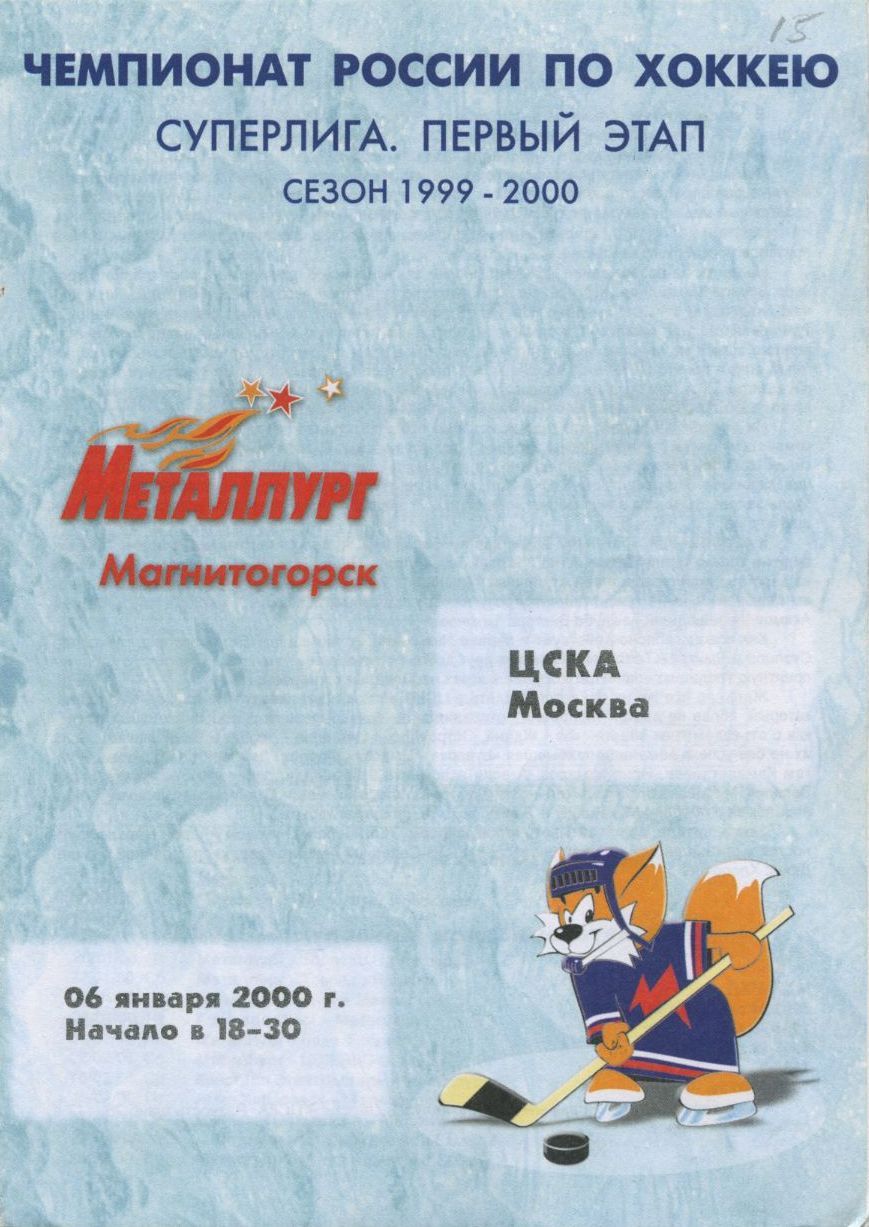 15
ЧЕМПИОНАТ РОССИИ ПО ХОККЕЮ
СУПЕРЛИГА. ПЕРВЫЙ ЭТАП
СЕЗОН 1999 - 2000
МЕТАЛЛУРГ
Магнитогорск
ЦСКА
Москва
06 января 2000 г.
Начало в 18-30